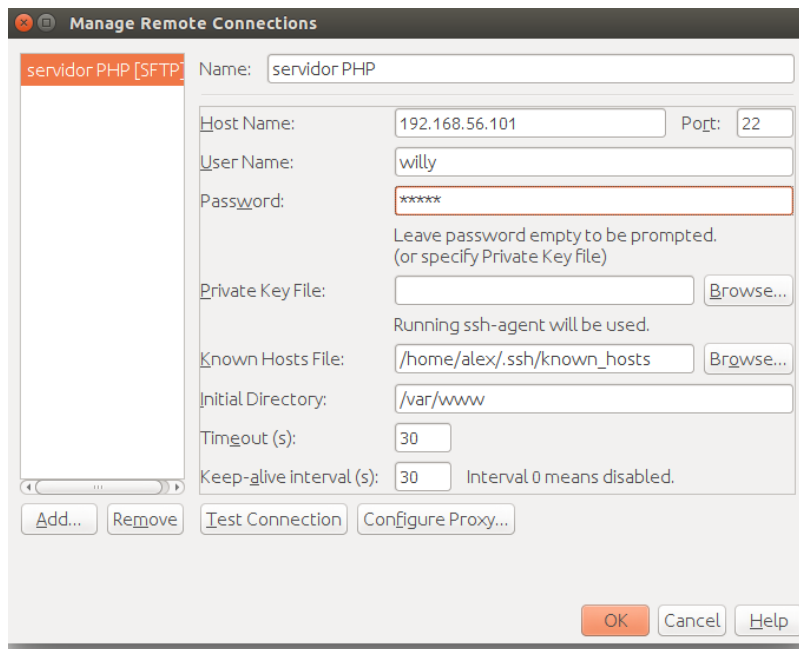 Manage Remote Connections
servidor PHP [SFTP]
Name: servidor PHP
Host Name: 192.168.56.101 Port: 22
User Name: willy
Password: *****
Leave password empty to be prompted.
(or specify Private Key file)
Private Key File: Browse...
Running ssh-agent will be used.
Known Hosts File: /home/alex/.ssh/known_hosts Browse...
Initial Directory: /var/www
Timeout (s): 30
Keep-alive interval (s): 30 Interval 0 means disabled.
Add... Remove Test Connection Configure Proxy...
OK Cancel Help